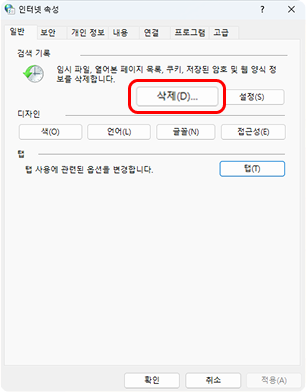 인터넷 속성
일반 보안 개인 정보 내용 연결 프로그램 고급
검색 기록
임시 파일, 열어본 페이지 목록, 쿠키, 저장된 암호 및 웹 양식 정
보를 삭제합니다.
삭제(D)... 설정(S)
디자인
색(O) 언어(L) 글꼴(N) 접근성(E)
탭
탭 사용에 관련된 옵션을 변경합니다. 탭(T)
확인 취소 적용(A)